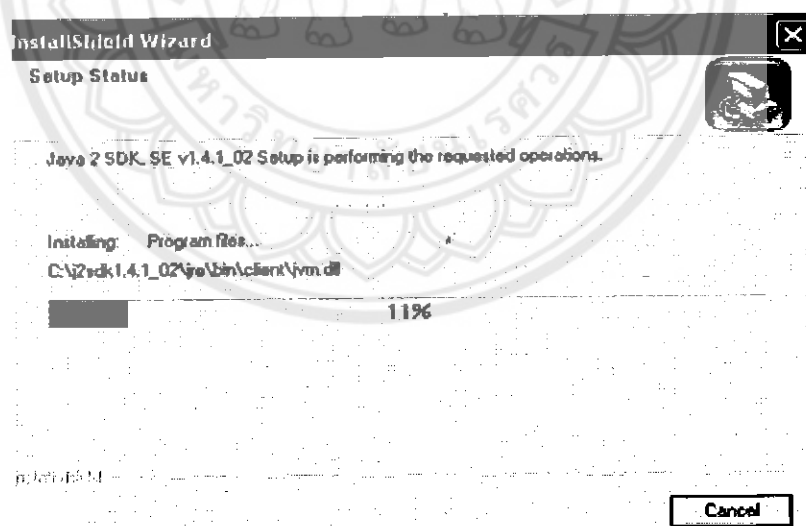 InstallShield Wizard
Setup Status
Java 2 SDK, SE v1.4.1_02 Setup is performing the requested operations.
Installing: Program files...
C:\j2sdk1.4.1_02\jre\bin\client\jvm.dll
11%
InstallShield
Cancel